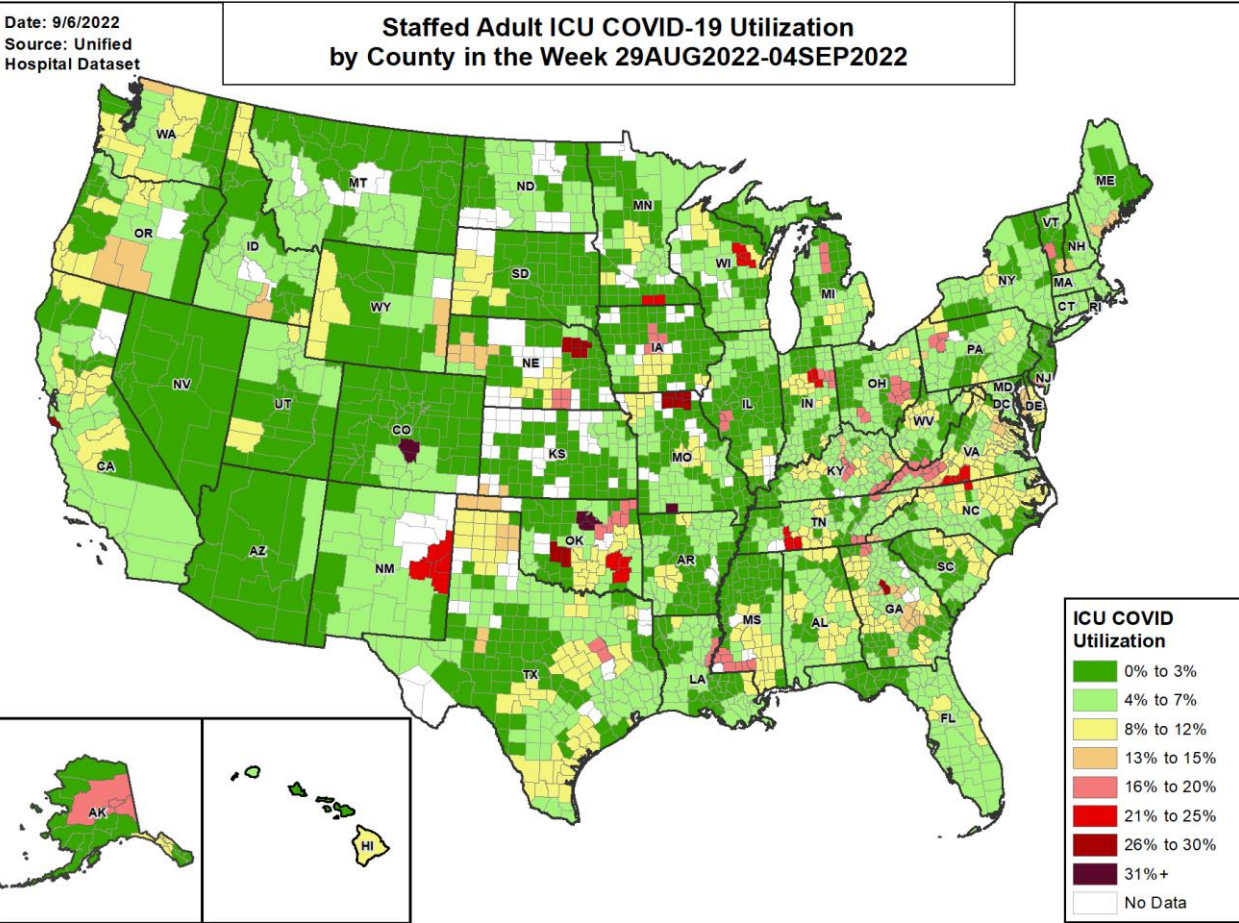 Date: 9/6/2022
Source: Unified
Hospital Dataset
Staffed Adult ICU COVID-19 Utilization
by County in the Week 29AUG2022-04SEP2022
WA
MT
ND
MN
ME
OR
ID
SD
WI
MI
VT
NH
NY
MA
CT
RI
WY
IA
NE
PA
NJ
NV
UT
CO
IL
IN
OH
MD
DC
DE
WV
VA
CA
KS
MO
KY
AZ
NM
OK
AR
TN
NC
SC
MS
AL
GA
TX
LA
FL
AK
HI
ICU COVID
Utilization
0% to 3%
4% to 7%
8% to 12%
13% to 15%
16% to 20%
21% to 25%
26% to 30%
31%+
No Data